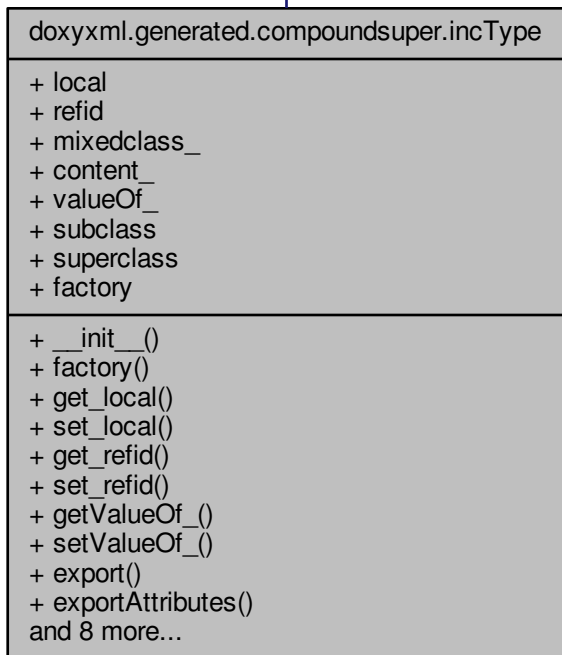 doxyxml.generated.compoundsuper.incType
+ local
+ refid
+ mixedclass_
+ content_
+ valueOf_
+ subclass
+ superclass
+ factory
+ __init__()
+ factory()
+ get_local()
+ set_local()
+ get_refid()
+ set_refid()
+ getValueOf_()
+ setValueOf_()
+ export()
+ exportAttributes()
and 8 more...